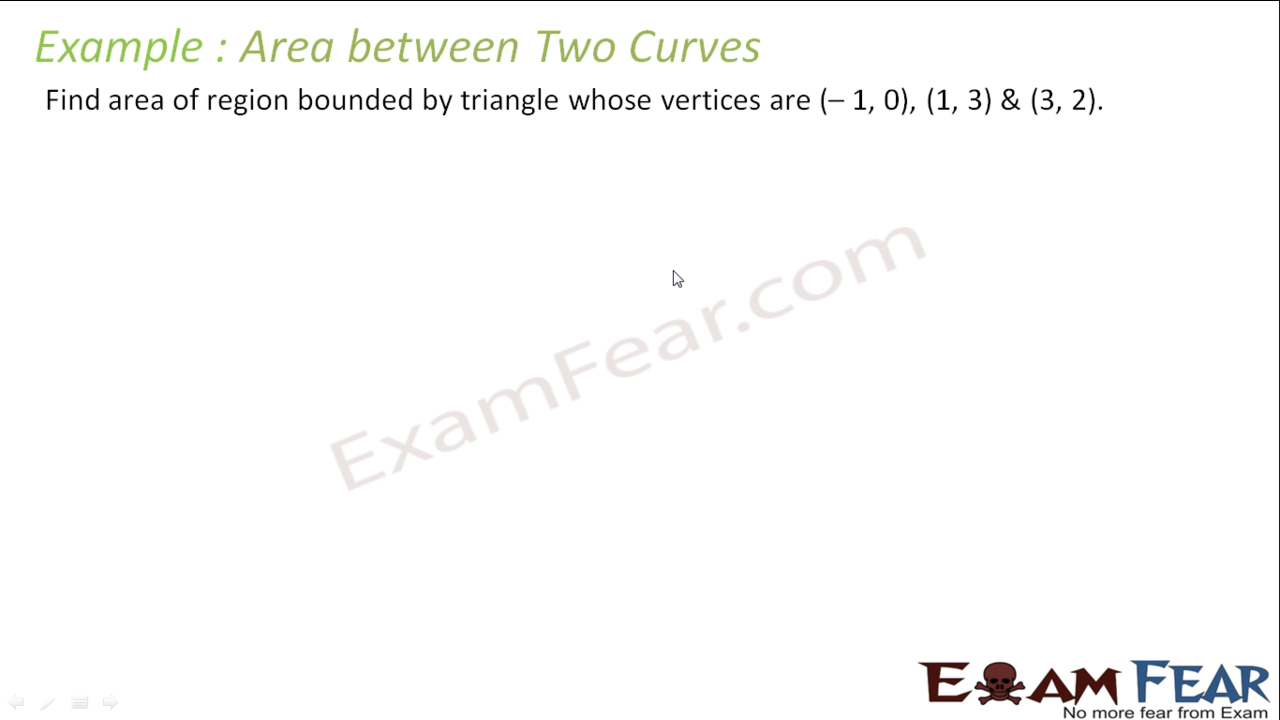 Example : Area between Two Curves
Find area of region bounded by triangle whose vertices are (– 1, 0), (1, 3) & (3, 2).
ExamFear.com
EXAM FEAR
No more fear from Exam